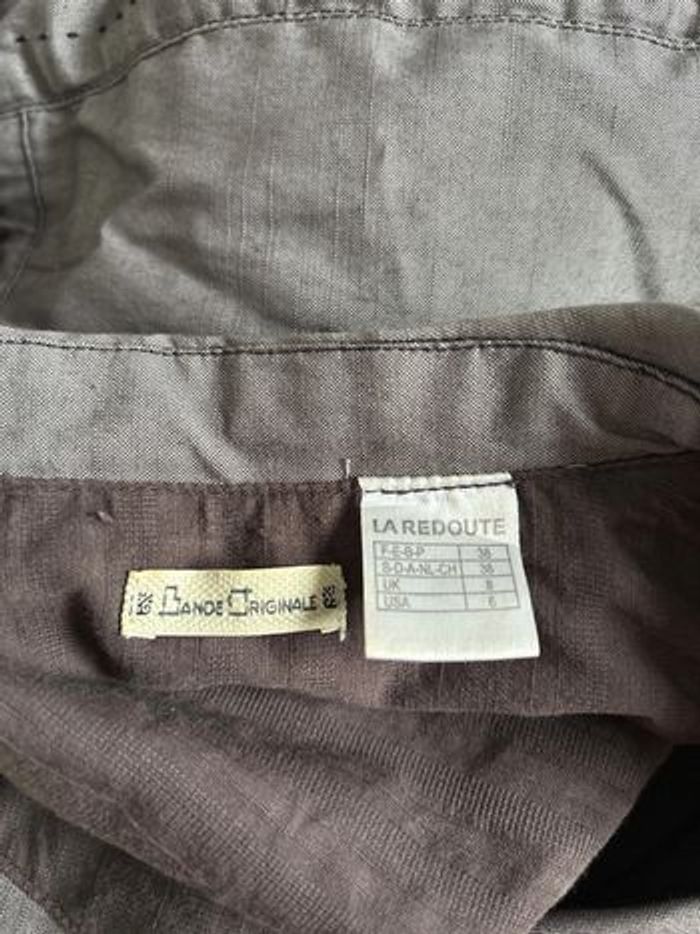 BANDE ORIGINALE
LA REDOUTE
F-E-B-P 38
S-D-A-NL-CH 36
UK 8
USA 6